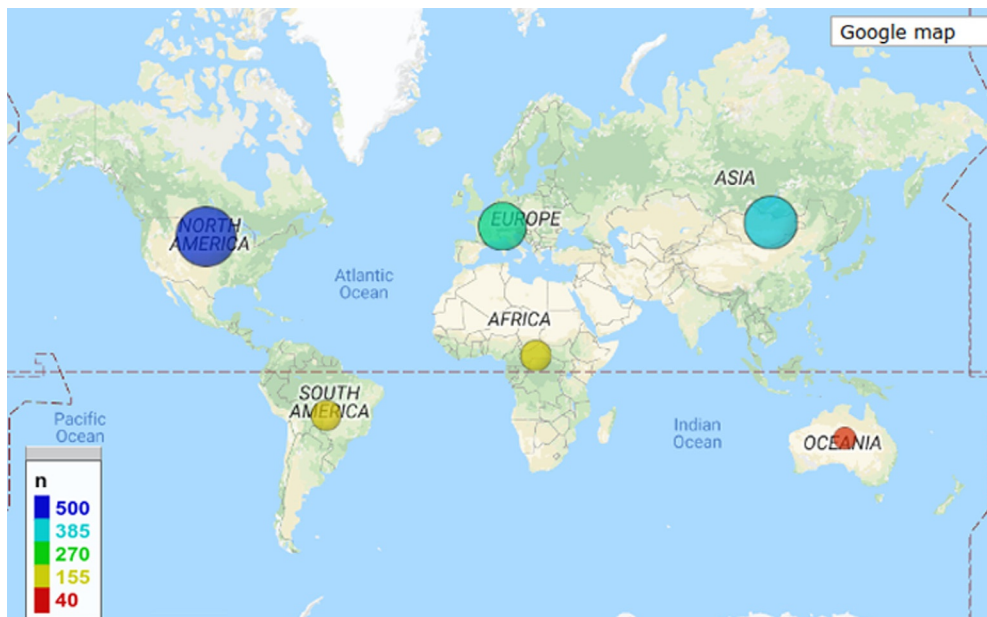 Google map
ASIA
NORTH
AMERICA
EUROPE
Atlantic
Ocean
AFRICA
SOUTH
AMERICA
Pacific
Ocean
Indian
Ocean
OCEANIA
n
500
385
270
155
40